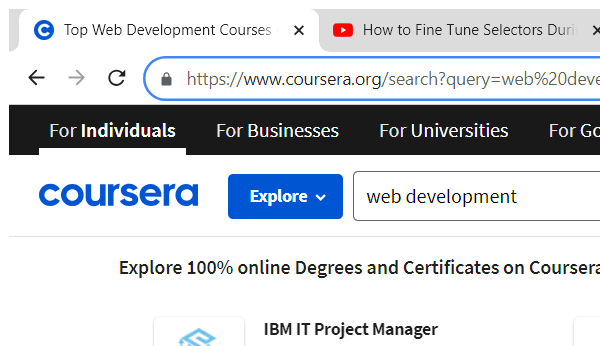 Top Web Development Courses
How to Fine Tune Selectors Duri
https://www.coursera.org/search?query=web%20deve
For Individuals For Businesses For Universities For Go
coursera Explore web development
Explore 100% online Degrees and Certificates on Coursera
IBM IT Project Manager